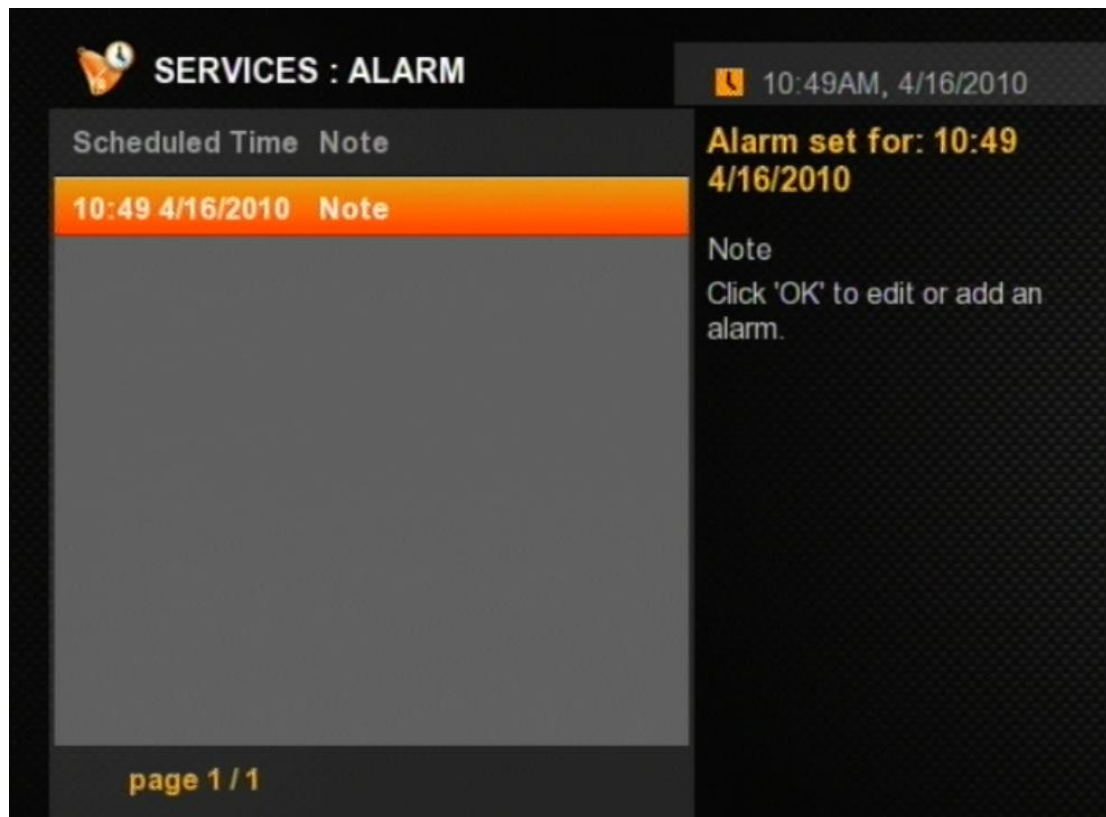 SERVICES : ALARM
10:49AM, 4/16/2010
Scheduled Time Note
10:49 4/16/2010 Note
Alarm set for: 10:49
4/16/2010
Note
Click 'OK' to edit or add an
alarm.
page 1 / 1